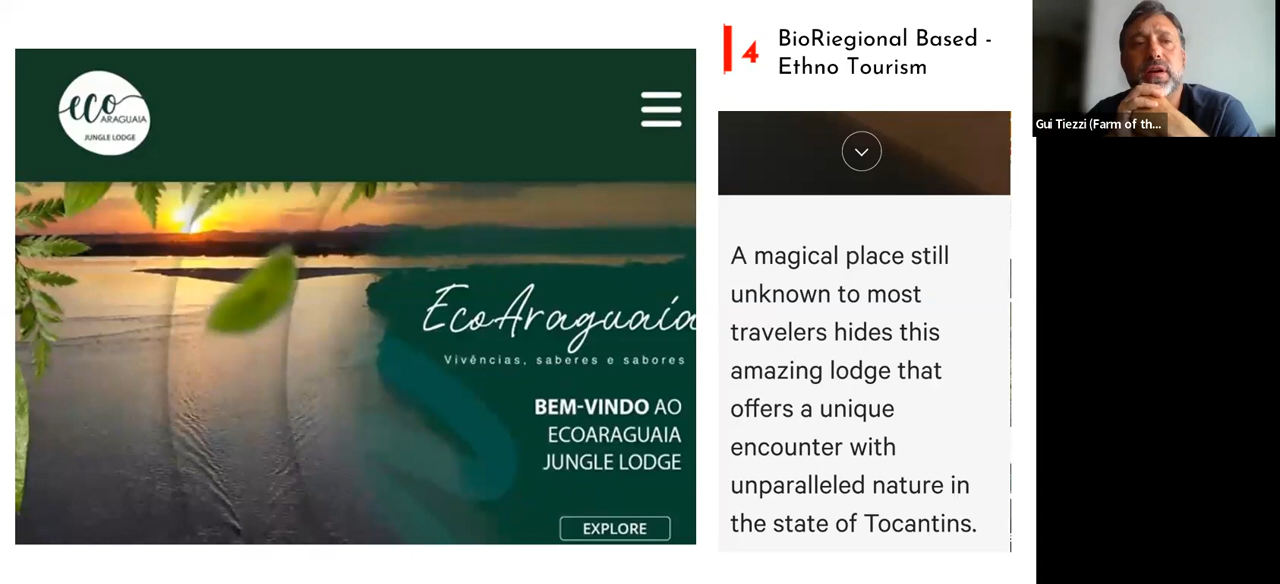 eco
ARAGUAIA
JUNGLE LODGE
EcoAraguaia
Vivências, saberes e sabores
BEM-VINDO AO
ECOARAGUAIA
JUNGLE LODGE
EXPLORE
4
BioRiegional Based -
Ethno Tourism
A magical place still
unknown to most
travelers hides this
amazing lodge that
offers a unique
encounter with
unparalleled nature in
the state of Tocantins.
Gui Tiezzi (Farm of th...